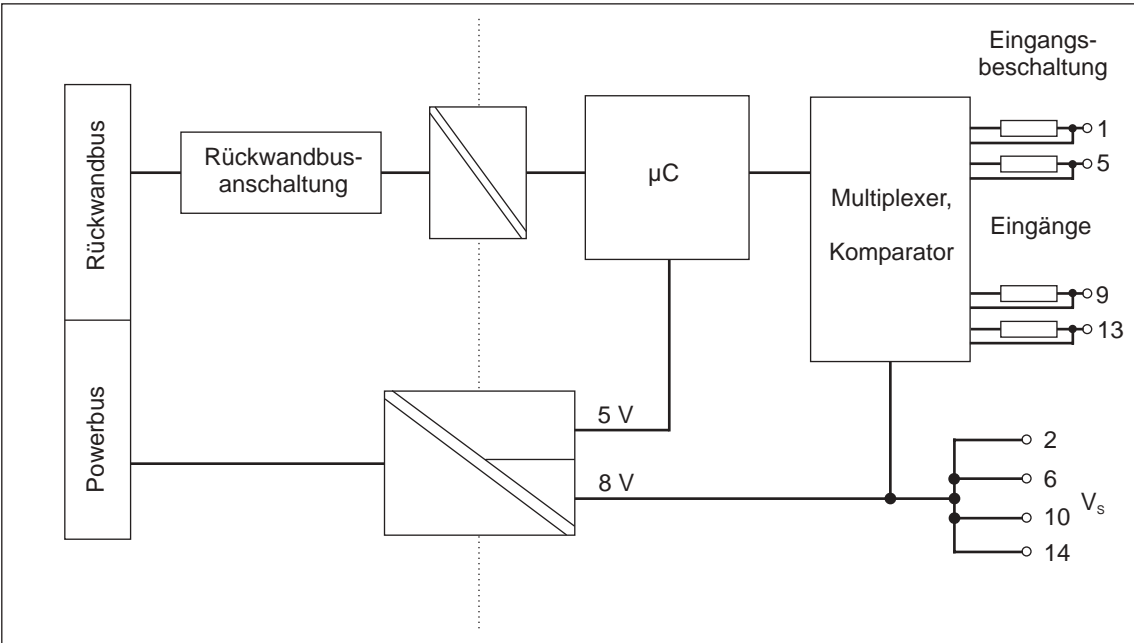 Eingangs-
beschaltung
Rückwandbus
Rückwandbus-
anschaltung
µC
Multiplexer,
Komparator
1
5
Eingänge
9
13
Powerbus
5 V
8 V
2
6
10
14
Vs